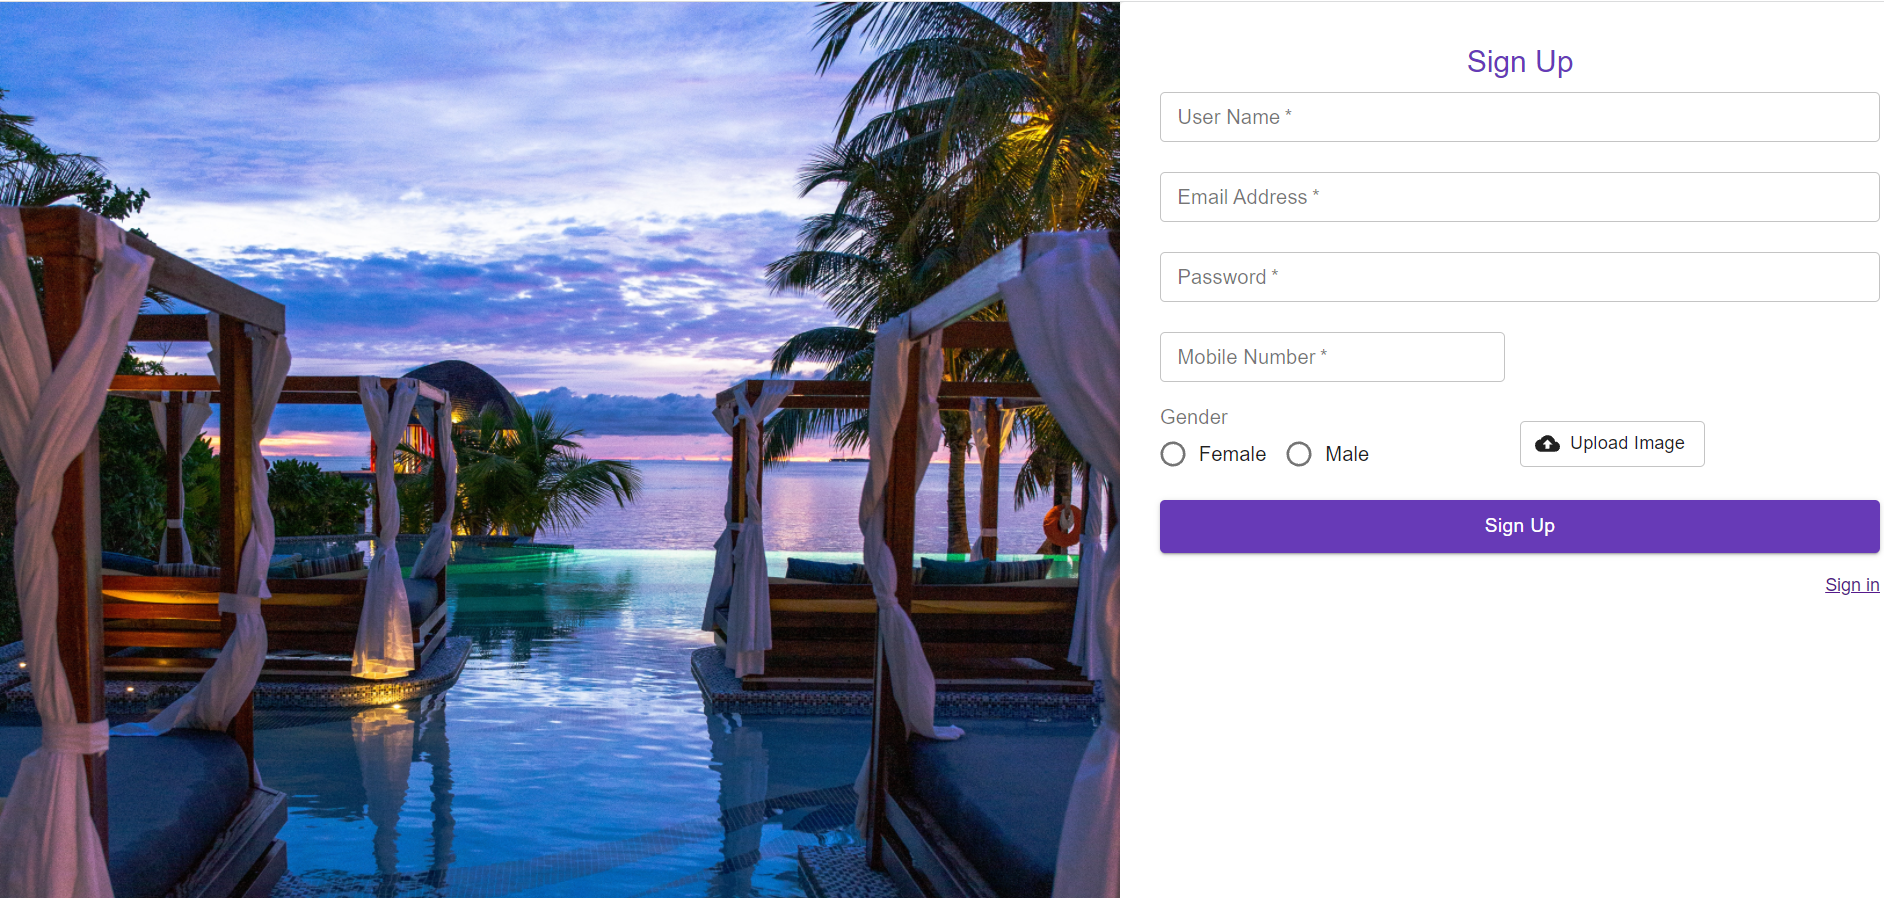 Sign Up
User Name *
Email Address *
Password *
Mobile Number *
Gender
Female Male
Upload Image
Sign Up
Sign in